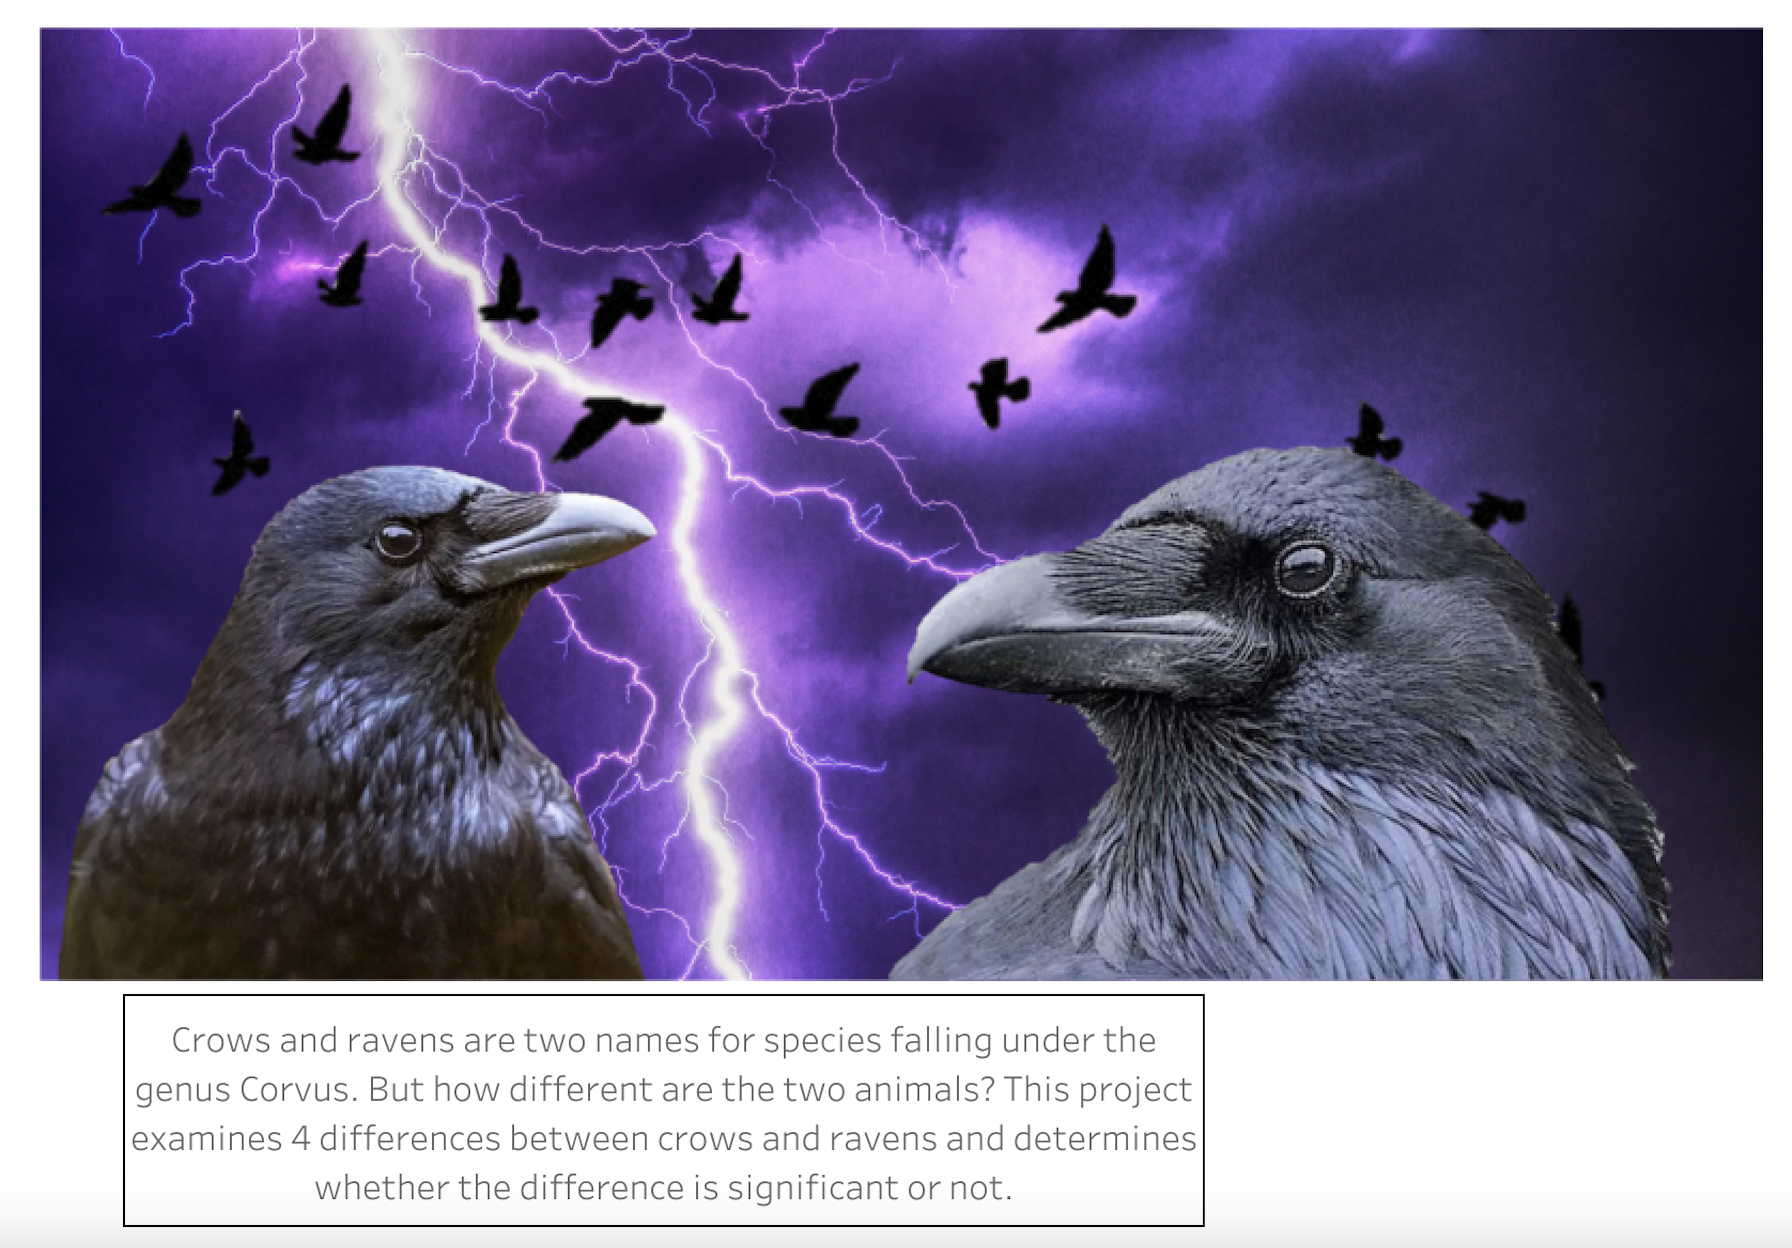 Crows and ravens are two names for species falling under the
genus Corvus. But how different are the two animals? This project
examines 4 differences between crows and ravens and determines
whether the difference is significant or not.